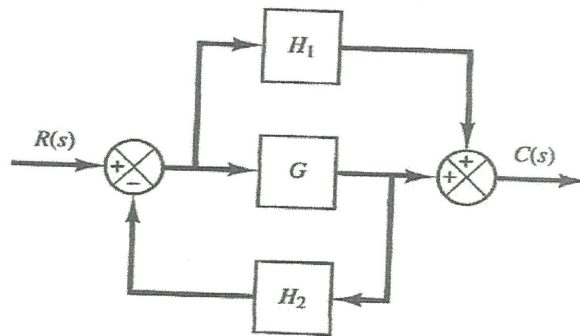 H₁
R(s)
+
−
G
+
+
C(s)
H₂